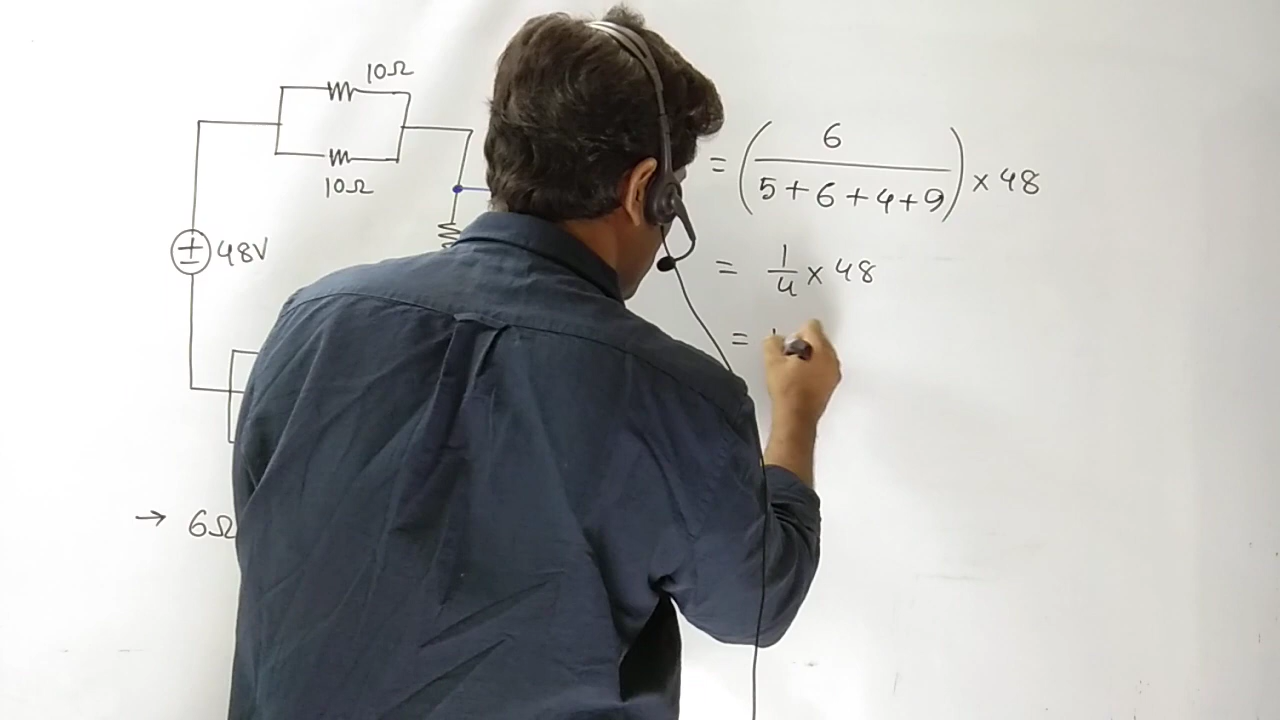 10Ω
10Ω
48V
→ 6Ω
= (6 / (5+6+4+9)) × 48
= 1/4 × 48
=